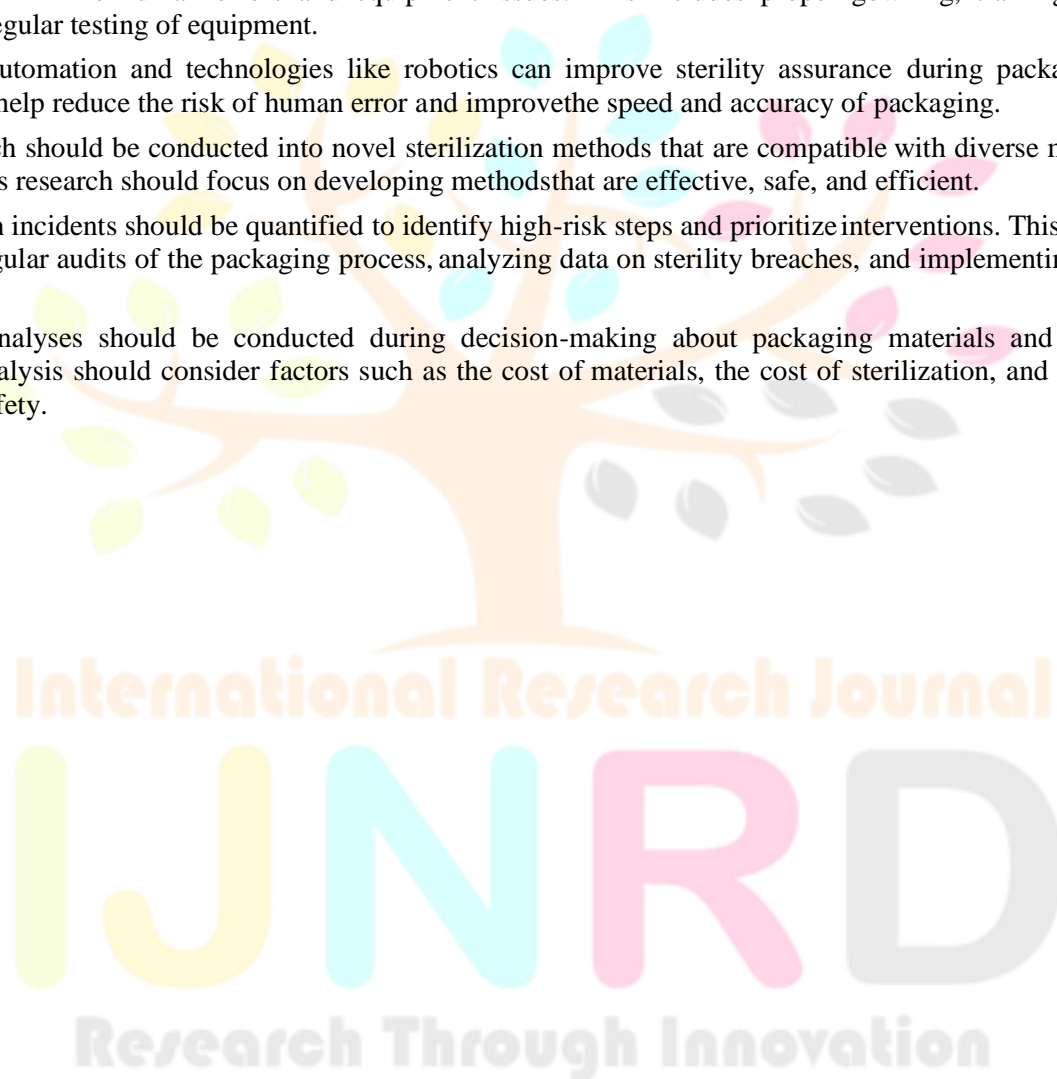 egular testing of equipment.
utomation and technologies like robotics can improve sterility assurance during packa
help reduce the risk of human error and improvethe speed and accuracy of packaging.
ch should be conducted into novel sterilization methods that are compatible with diverse m
s research should focus on developing methodsthat are effective, safe, and efficient.
n incidents should be quantified to identify high-risk steps and prioritize interventions. This
gular audits of the packaging process, analyzing data on sterility breaches, and implementin
nalyses should be conducted during decision-making about packaging materials and
alysis should consider factors such as the cost of materials, the cost of sterilization, and
fety.
International Research Journal
IJNRD
Research Through Innovation